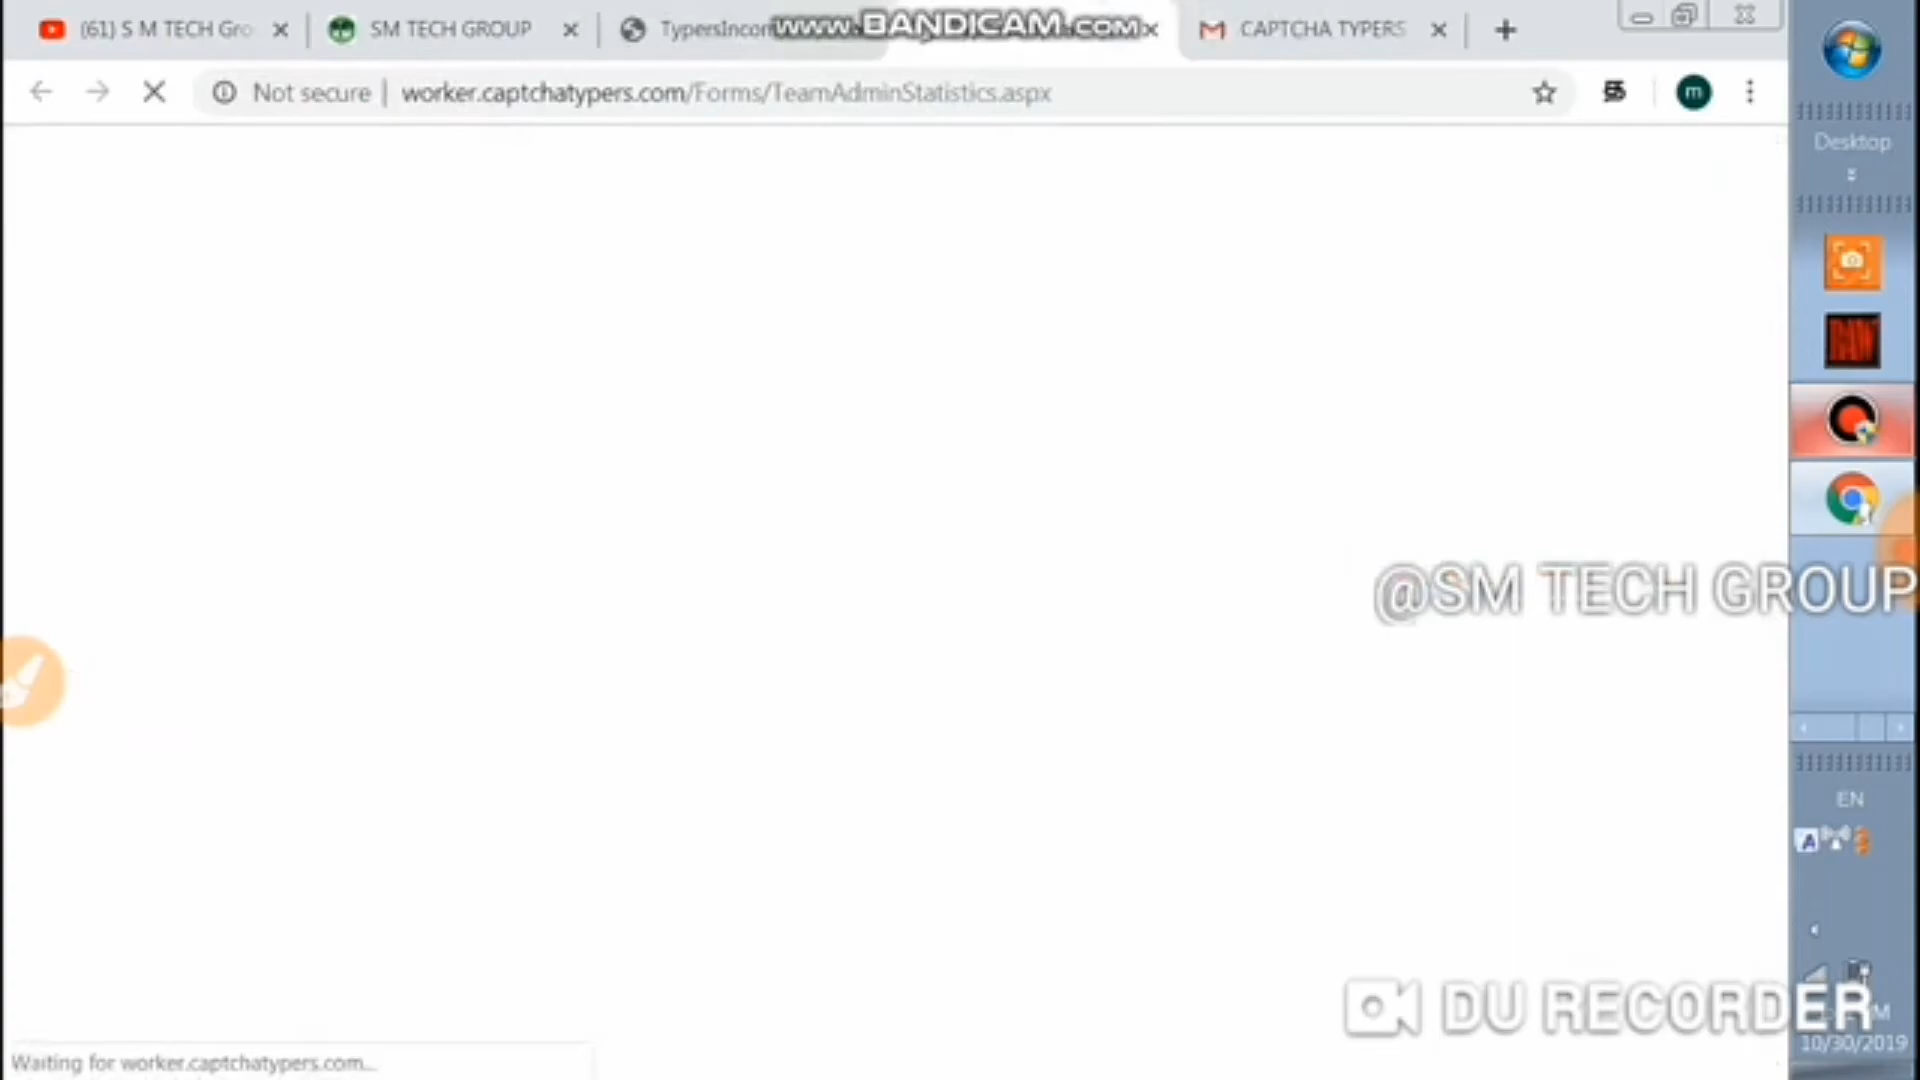 (61) S M TECH Gro
SM TECH GROUP
www.BANDICAM.com
CAPTCHA TYPERS
Not secure | worker.captchatypers.com/Forms/TeamAdminStatistics.aspx
m
Desktop
@SM TECH GROUP
EN
A
DU RECORDER
10/30/2019
Waiting for worker.captchatypers.com...